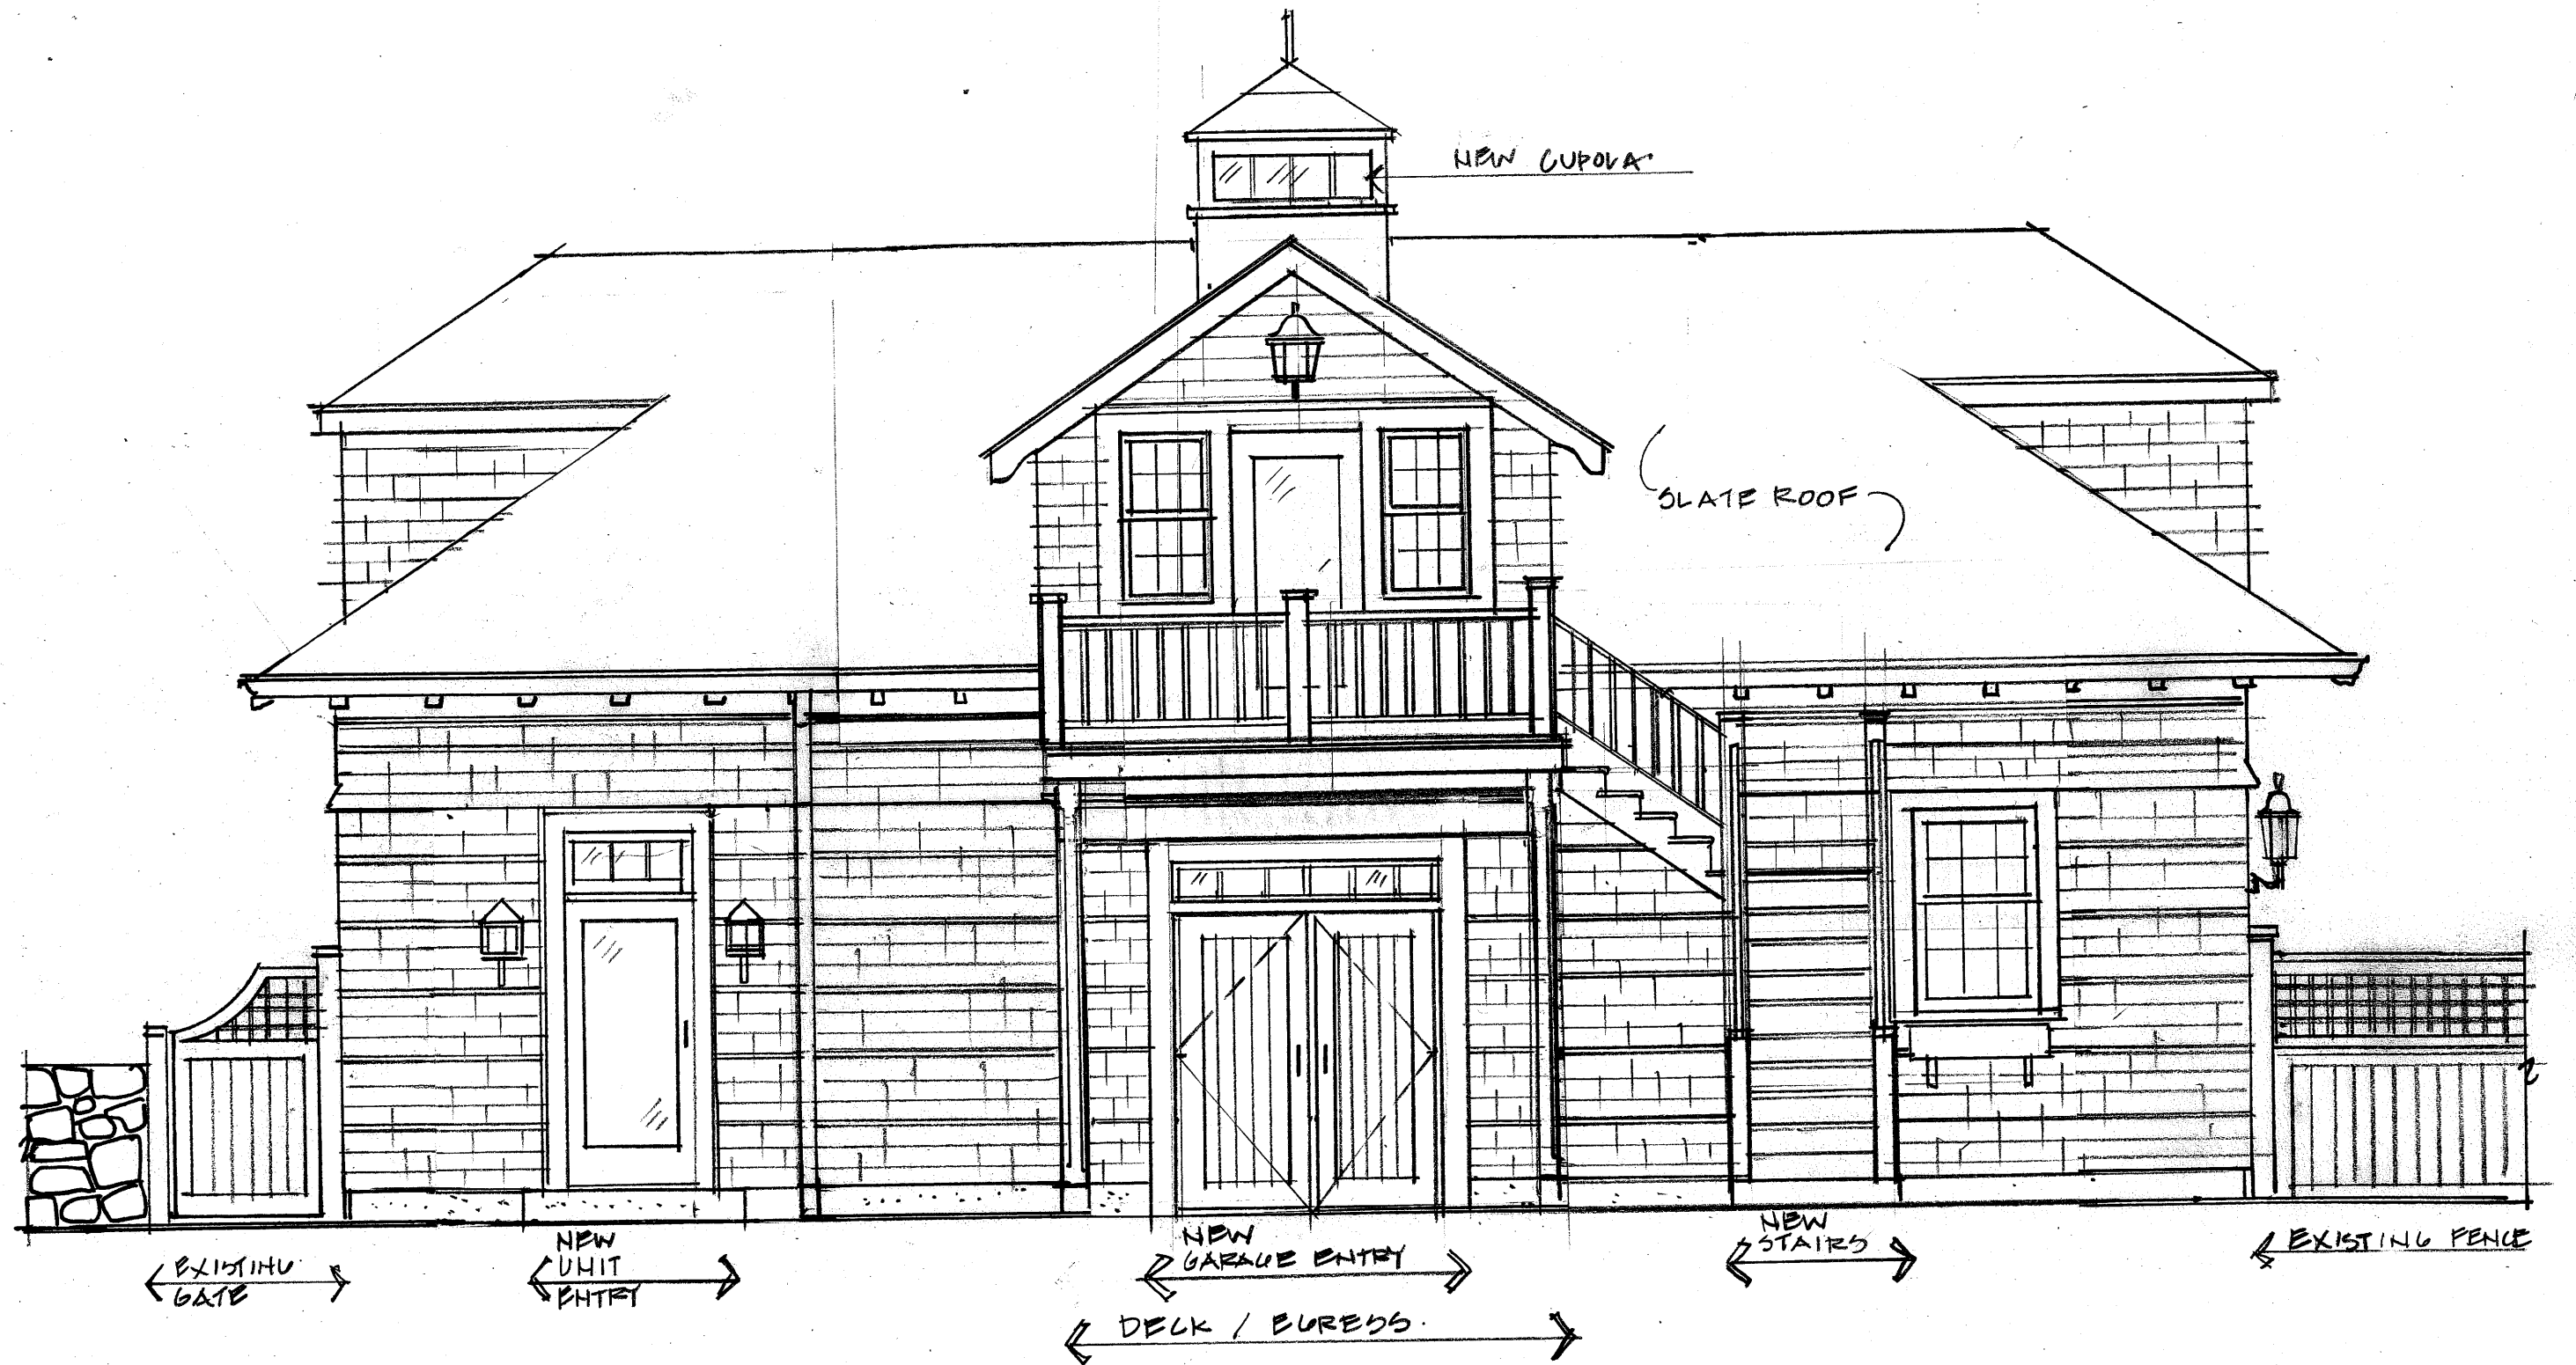 NEW CUPOLA
SLATE ROOF
EXISTING
GATE
NEW
UNIT
ENTRY
NEW
GARAGE ENTRY
NEW
STAIRS
EXISTING FENCE
DECK / EGRESS